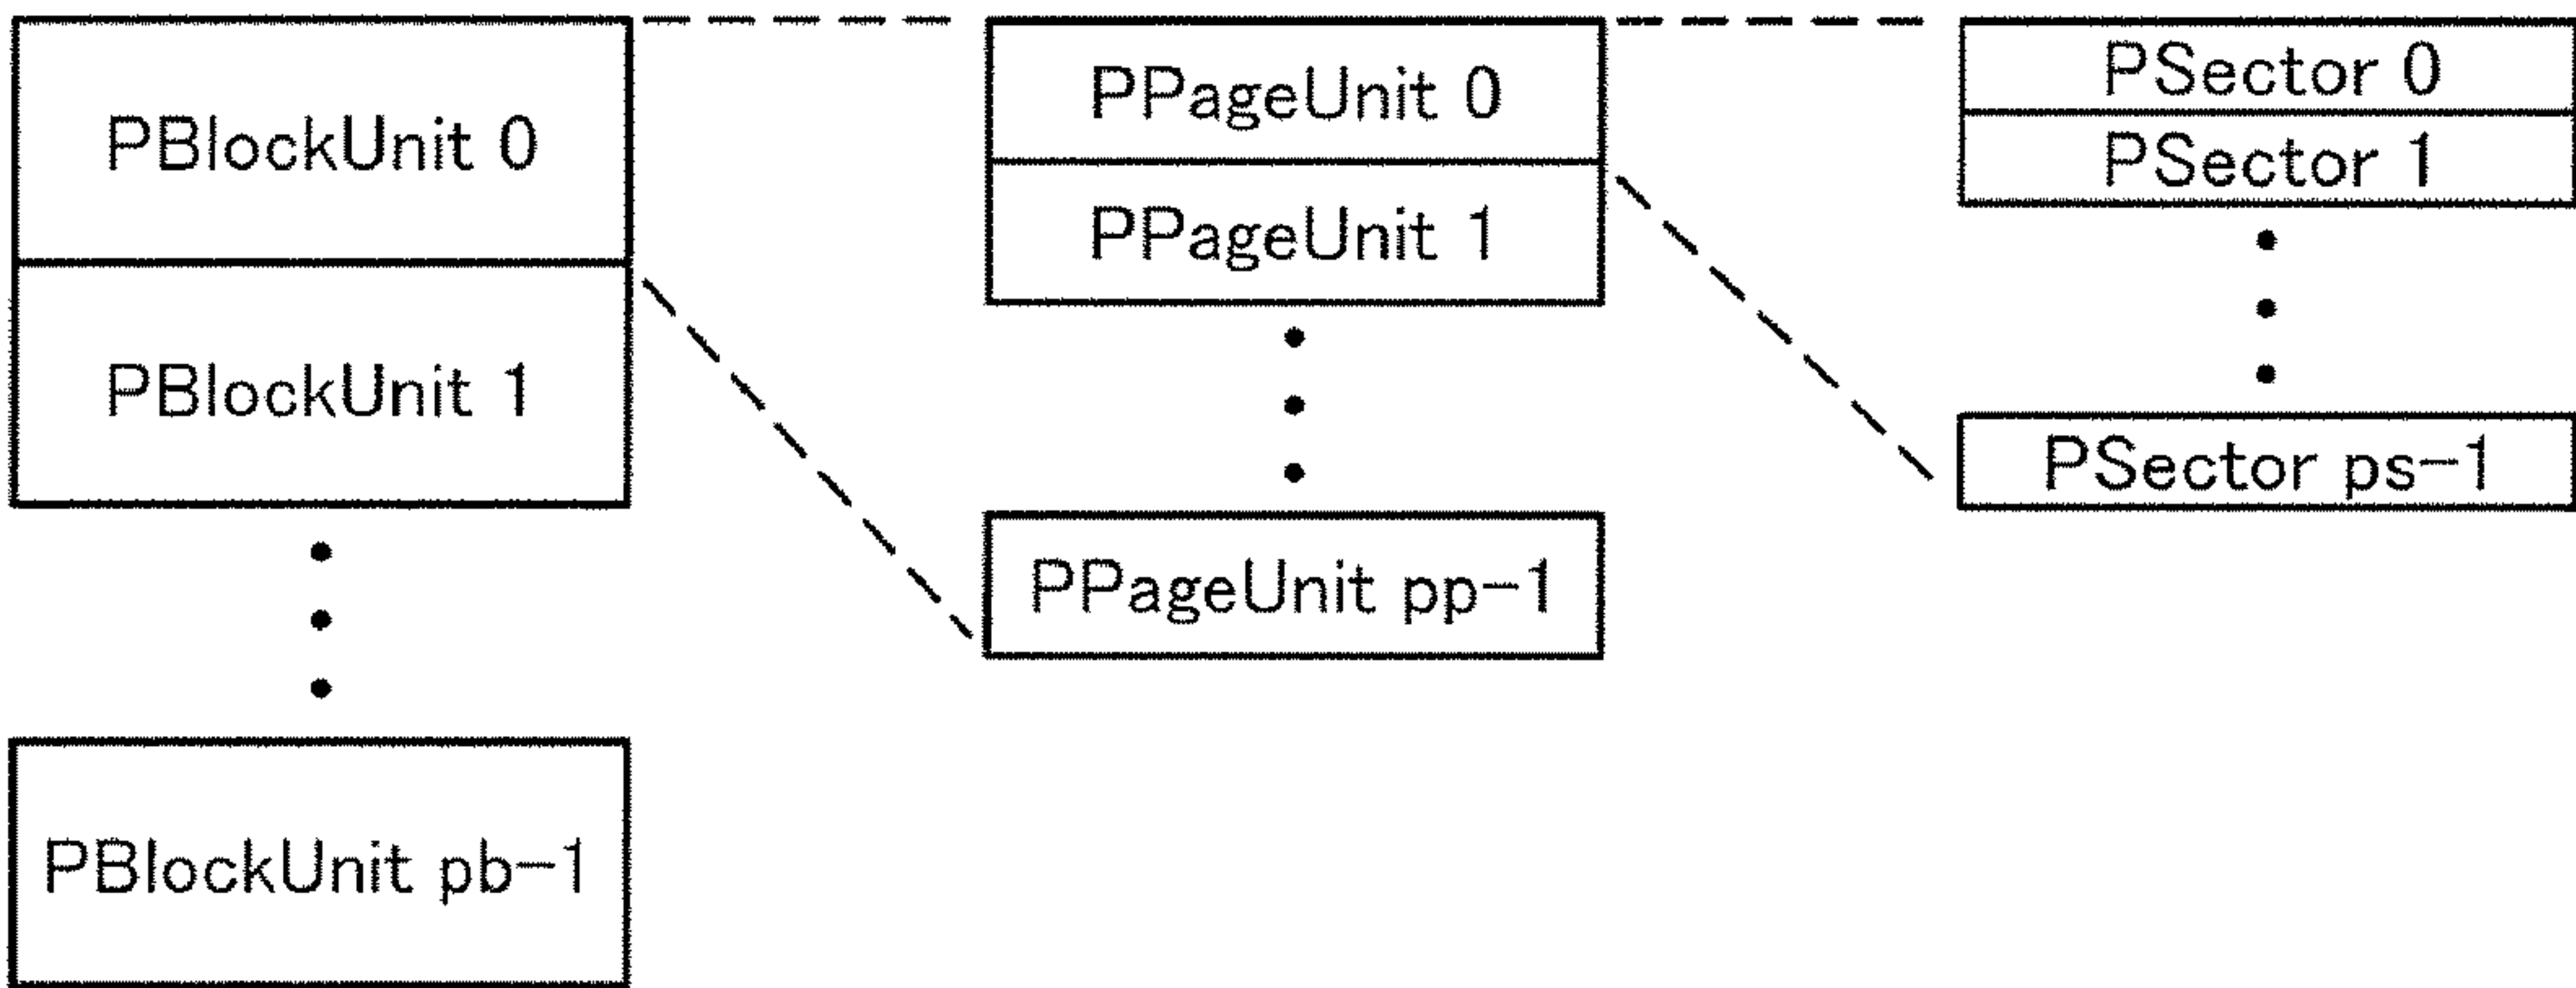 PBlockUnit 0
PBlockUnit 1
PBlockUnit pb-1
PPageUnit 0
PPageUnit 1
PPageUnit pp-1
PSector 0
PSector 1
PSector ps-1